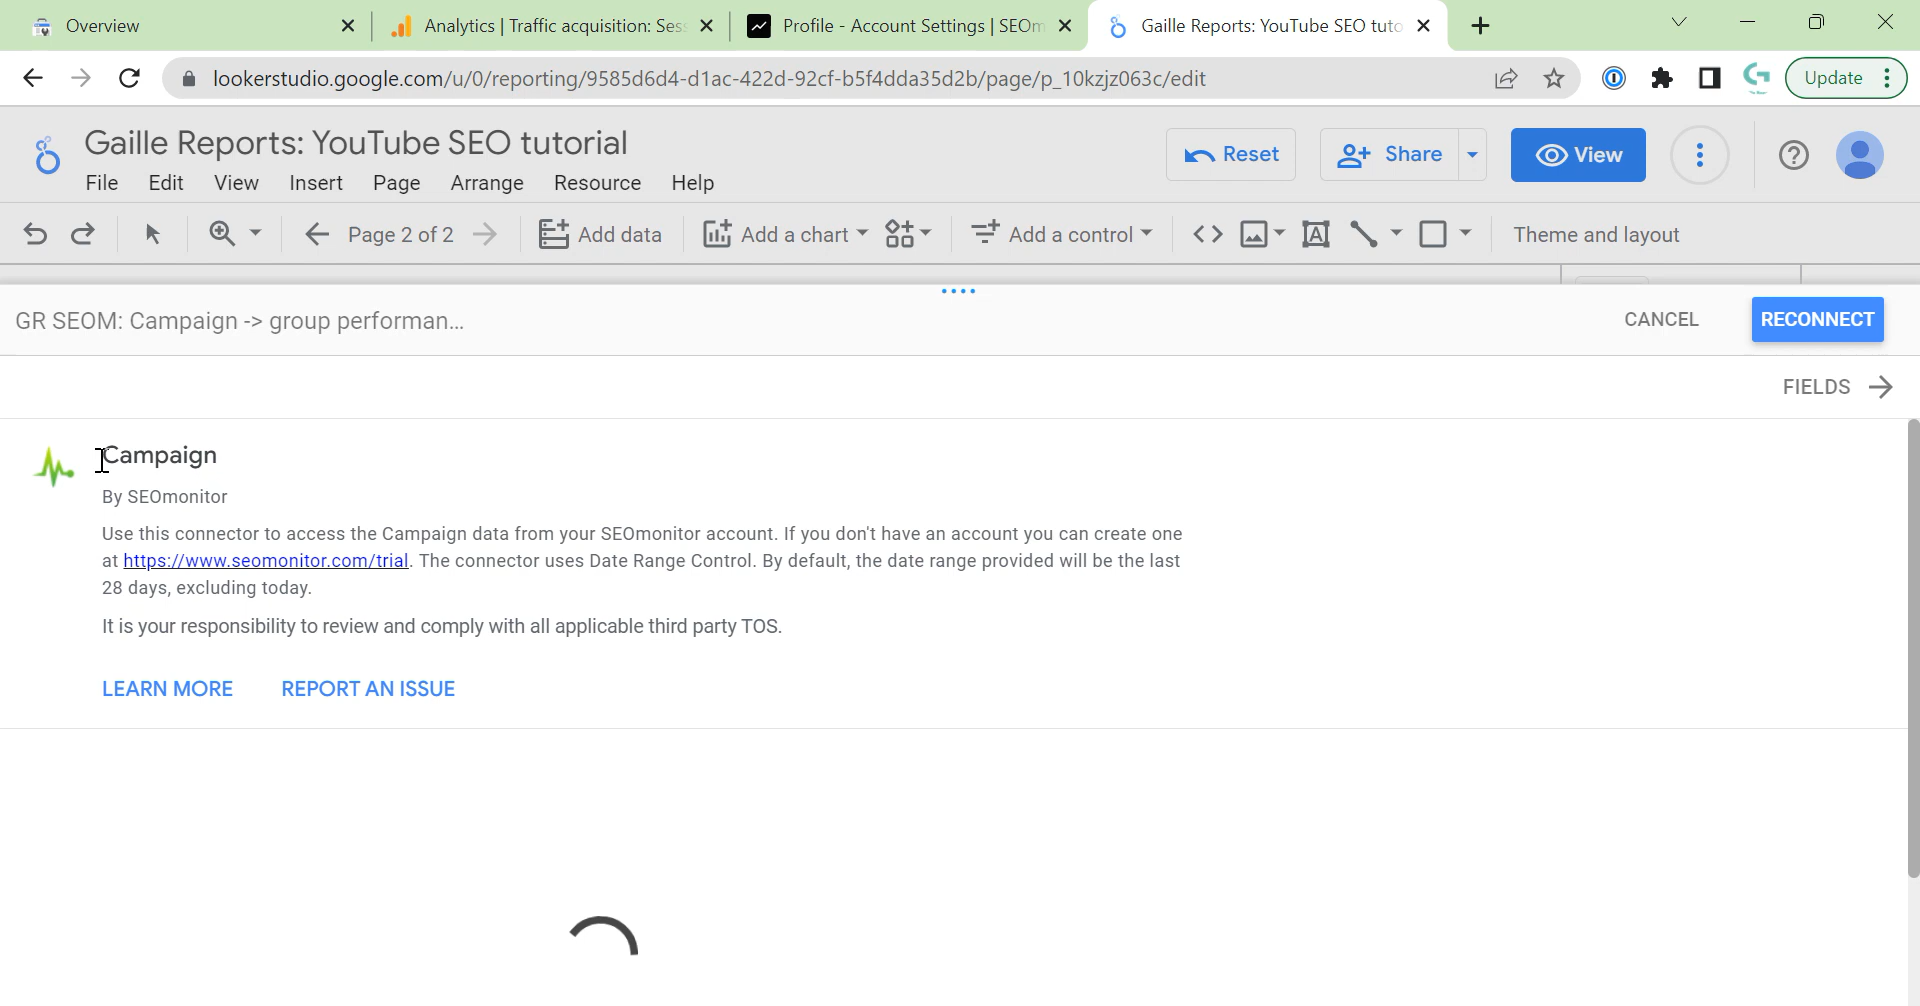 Overview
Analytics | Traffic acquisition: Ses
Profile - Account Settings | SEOm
Gaille Reports: YouTube SEO tuto
lookerstudio.google.com/u/0/reporting/9585d6d4-d1ac-422d-92cf-b5f4dda35d2b/page/p_10kzjz063c/edit
Update
Gaille Reports: YouTube SEO tutorial
Reset
Share
View
File Edit View Insert Page Arrange Resource Help
Page 2 of 2
Add data
Add a chart
Add a control
Theme and layout
GR SEOM: Campaign -> group performan...
CANCEL
RECONNECT
FIELDS
Campaign
By SEOmonitor
Use this connector to access the Campaign data from your SEOmonitor account. If you don't have an account you can create one
at https://www.seomonitor.com/trial. The connector uses Date Range Control. By default, the date range provided will be the last
28 days, excluding today.
It is your responsibility to review and comply with all applicable third party TOS.
LEARN MORE
REPORT AN ISSUE